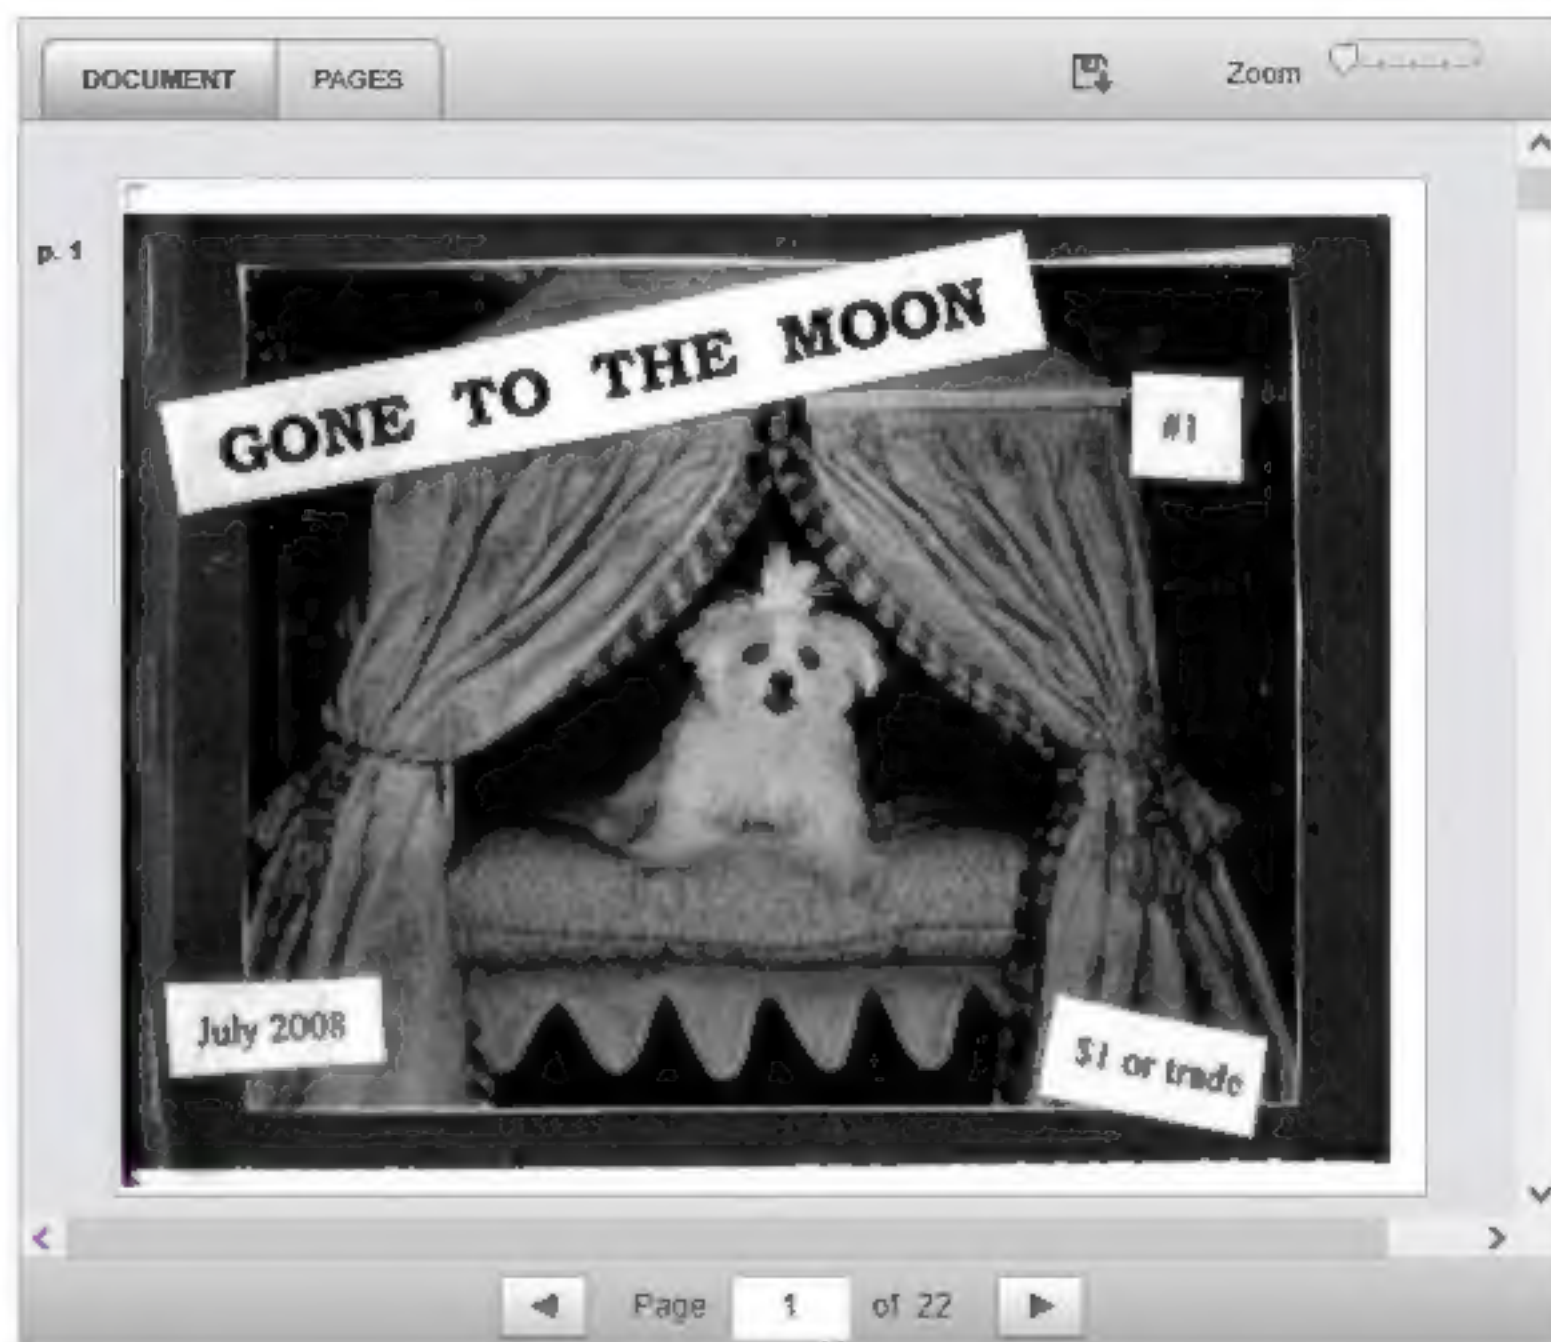 DOCUMENT PAGES Zoom
p. 1
GONE TO THE MOON
#1
July 2008
$1 or trade
Page 1 of 22